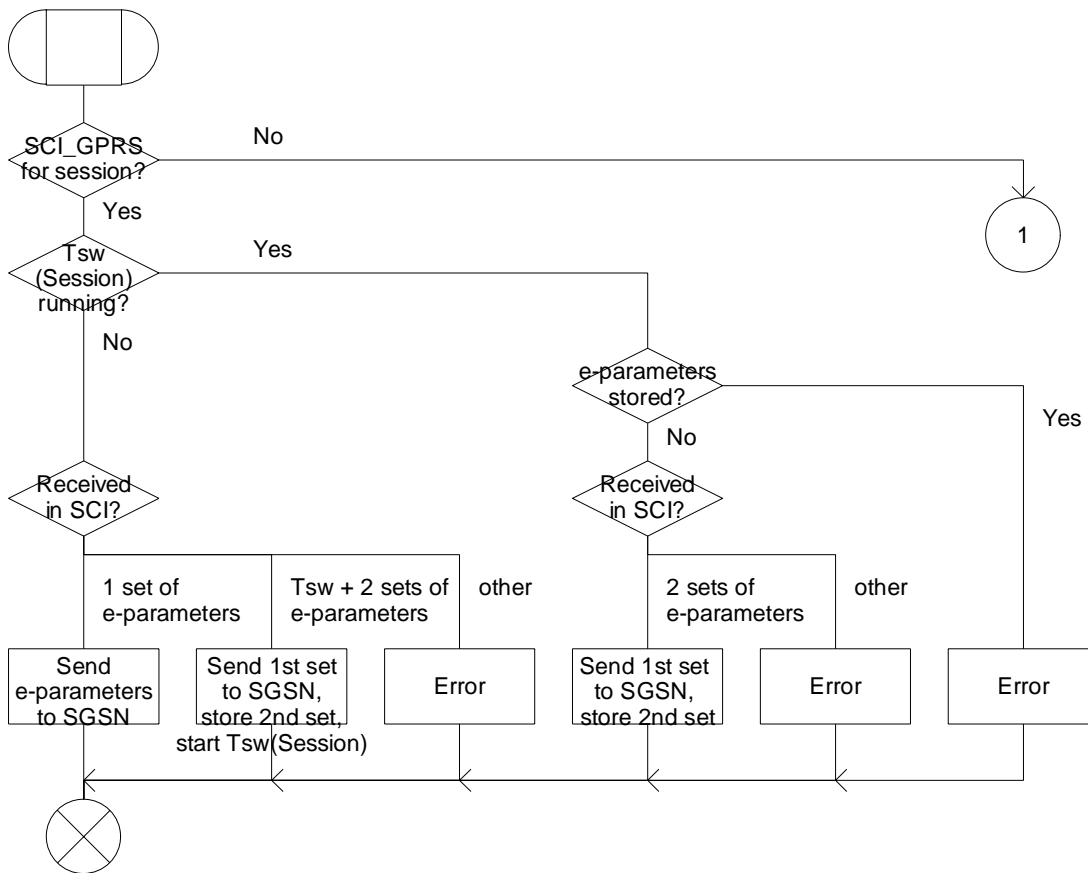 SCI_GPRS
for session?
No
Yes
1
Tsw
(Session)
running?
Yes
No
e-parameters
stored?
Yes
No
Received
in SCI?
Received
in SCI?
1 set of
e-parameters
Tsw + 2 sets of
e-parameters
other
2 sets of
e-parameters
other
Send
e-parameters
to SGSN
Send 1st set
to SGSN,
store 2nd set,
start Tsw(Session)
Error
Send 1st set
to SGSN,
store 2nd set
Error
Error